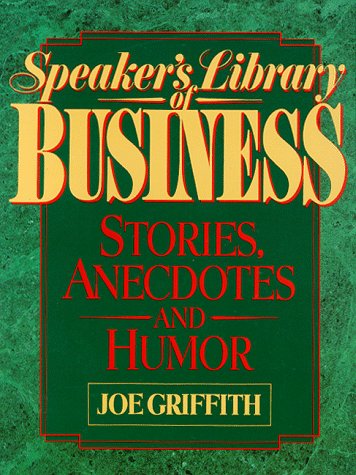 Speaker's Library
of
BUSINESS
STORIES,
ANECDOTES
AND
HUMOR
JOE GRIFFITH